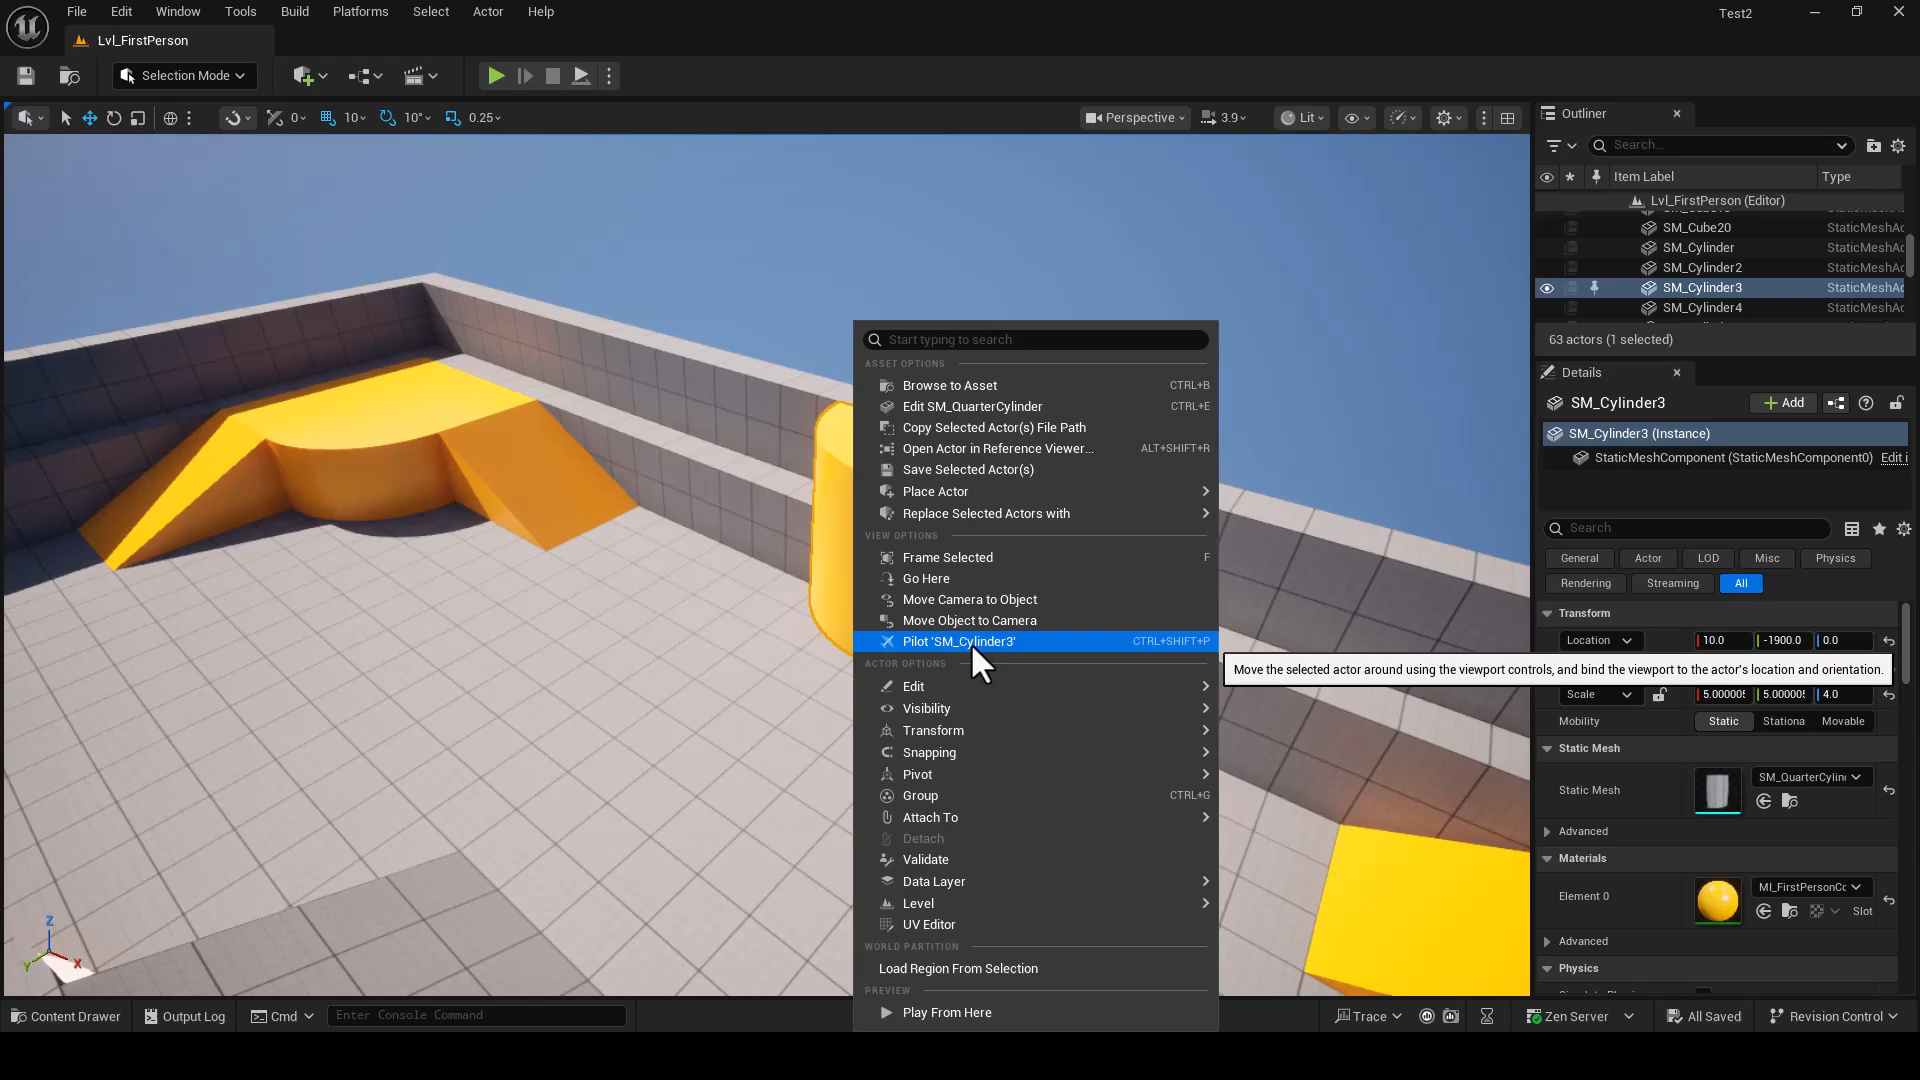 File Edit Window Tools Build Platforms Select Actor Help
Test2
Lvl_FirstPerson
Selection Mode
0 10 10° 0.25
Perspective 3.9 Lit
Outliner
Search...
Item Label Type
Lvl_FirstPerson (Editor)
SM_Cube20 StaticMeshAc
SM_Cylinder StaticMeshAc
SM_Cylinder2 StaticMeshAc
SM_Cylinder3 StaticMeshAc
SM_Cylinder4 StaticMeshAc
63 actors (1 selected)
Details
SM_Cylinder3 Add
SM_Cylinder3 (Instance)
StaticMeshComponent (StaticMeshComponent0) Edit i
Search
General Actor LOD Misc Physics
Rendering Streaming All
Transform
Location 10.0 -1900.0 0.0
Scale 5.000005 5.000005 4.0
Mobility Static Stationa Movable
Static Mesh
SM_QuarterCylin
Static Mesh
Advanced
Materials
MI_FirstPersonCo
Element 0
Slot
Advanced
Physics
Start typing to search
ASSET OPTIONS
Browse to Asset CTRL+B
Edit SM_QuarterCylinder CTRL+E
Copy Selected Actor(s) File Path
Open Actor in Reference Viewer... ALT+SHIFT+R
Save Selected Actor(s)
Place Actor
Replace Selected Actors with
VIEW OPTIONS
Frame Selected F
Go Here
Move Camera to Object
Move Object to Camera
Pilot 'SM_Cylinder3' CTRL+SHIFT+P
Move the selected actor around using the viewport controls, and bind the viewport to the actor's location and orientation.
ACTOR OPTIONS
Edit
Visibility
Transform
Snapping
Pivot
Group CTRL+G
Attach To
Detach
Validate
Data Layer
Level
UV Editor
WORLD PARTITION
Load Region From Selection
PREVIEW
Play From Here
Z
Y X
Content Drawer Output Log Cmd Enter Console Command
Trace Zen Server All Saved Revision Control